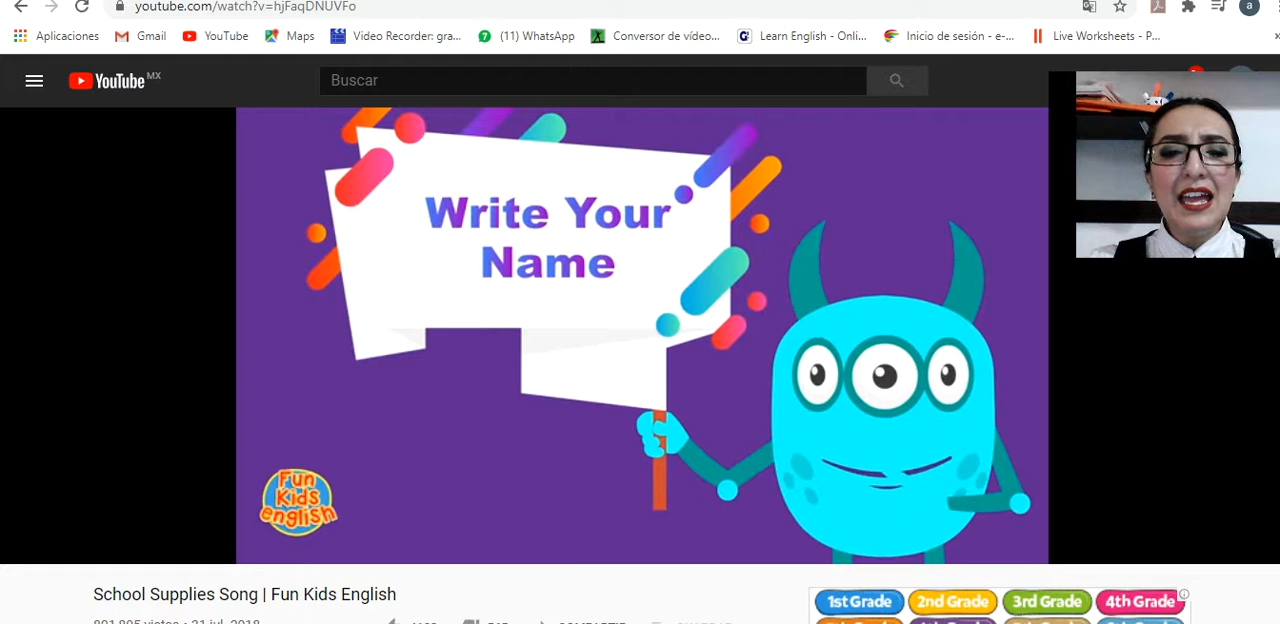 youtube.com/watch?v=hjFaqDNUVFo
Aplicaciones Gmail YouTube Maps Video Recorder: gra... (11) WhatsApp Conversor de vídeo... Learn English - Onli... Inicio de sesión – e-... Live Worksheets - P...
YouTube MX
Buscar
Write Your
Name
Fun
Kids
english
School Supplies Song | Fun Kids English
1st Grade 2nd Grade 3rd Grade 4th Grade